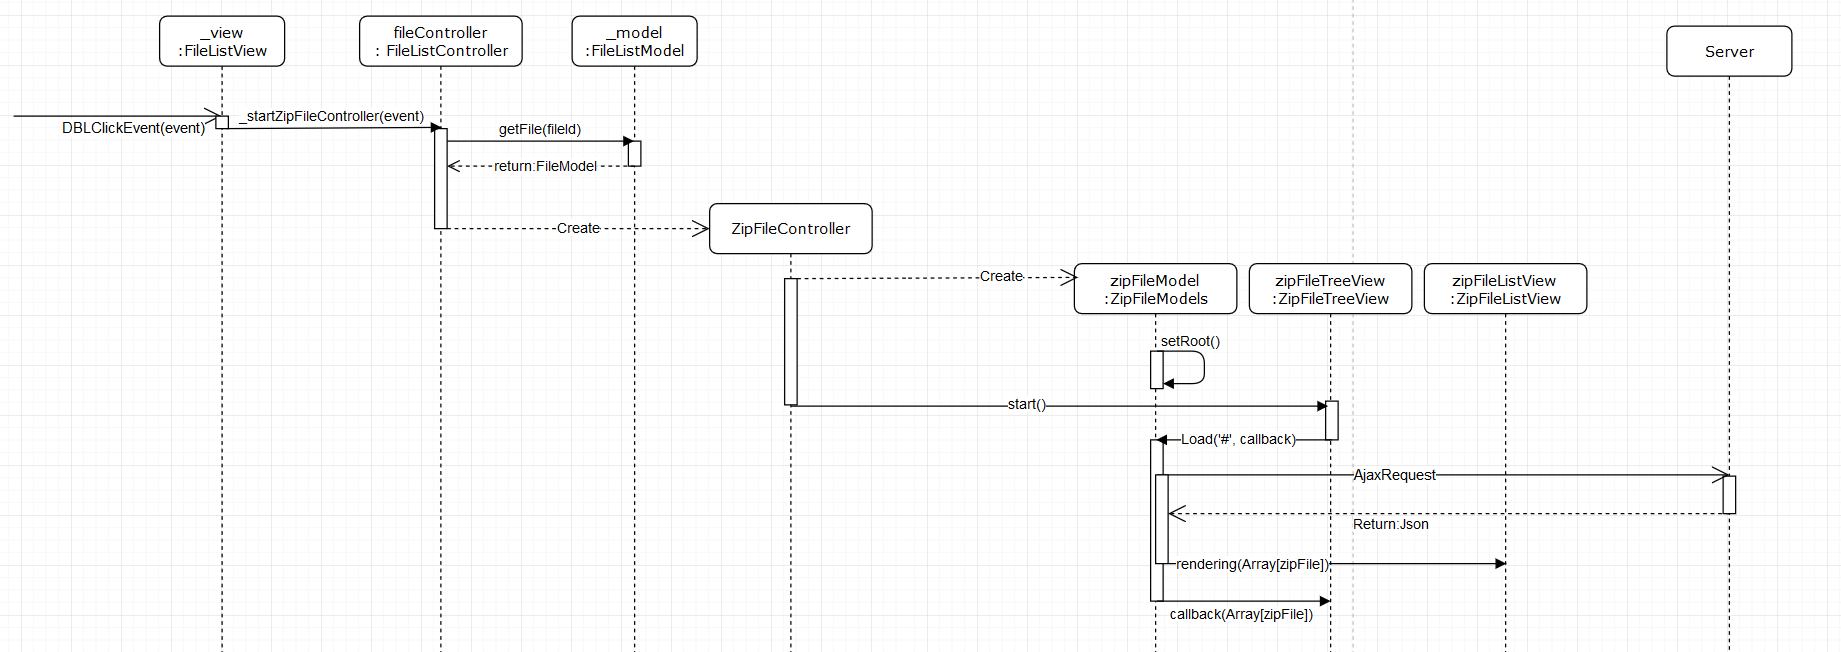 _view
:FileListView
fileController
: FileListController
_model
:FileListModel
Server
DBLClickEvent(event)
_startZipFileController(event)
getFile(fileId)
return:FileModel
Create
ZipFileController
Create
zipFileModel
:ZipFileModels
zipFileTreeView
:ZipFileTreeView
zipFileListView
:ZipFileListView
setRoot()
start()
Load('#', callback)
AjaxRequest
Return:Json
rendering(Array[zipFile])
callback(Array[zipFile])